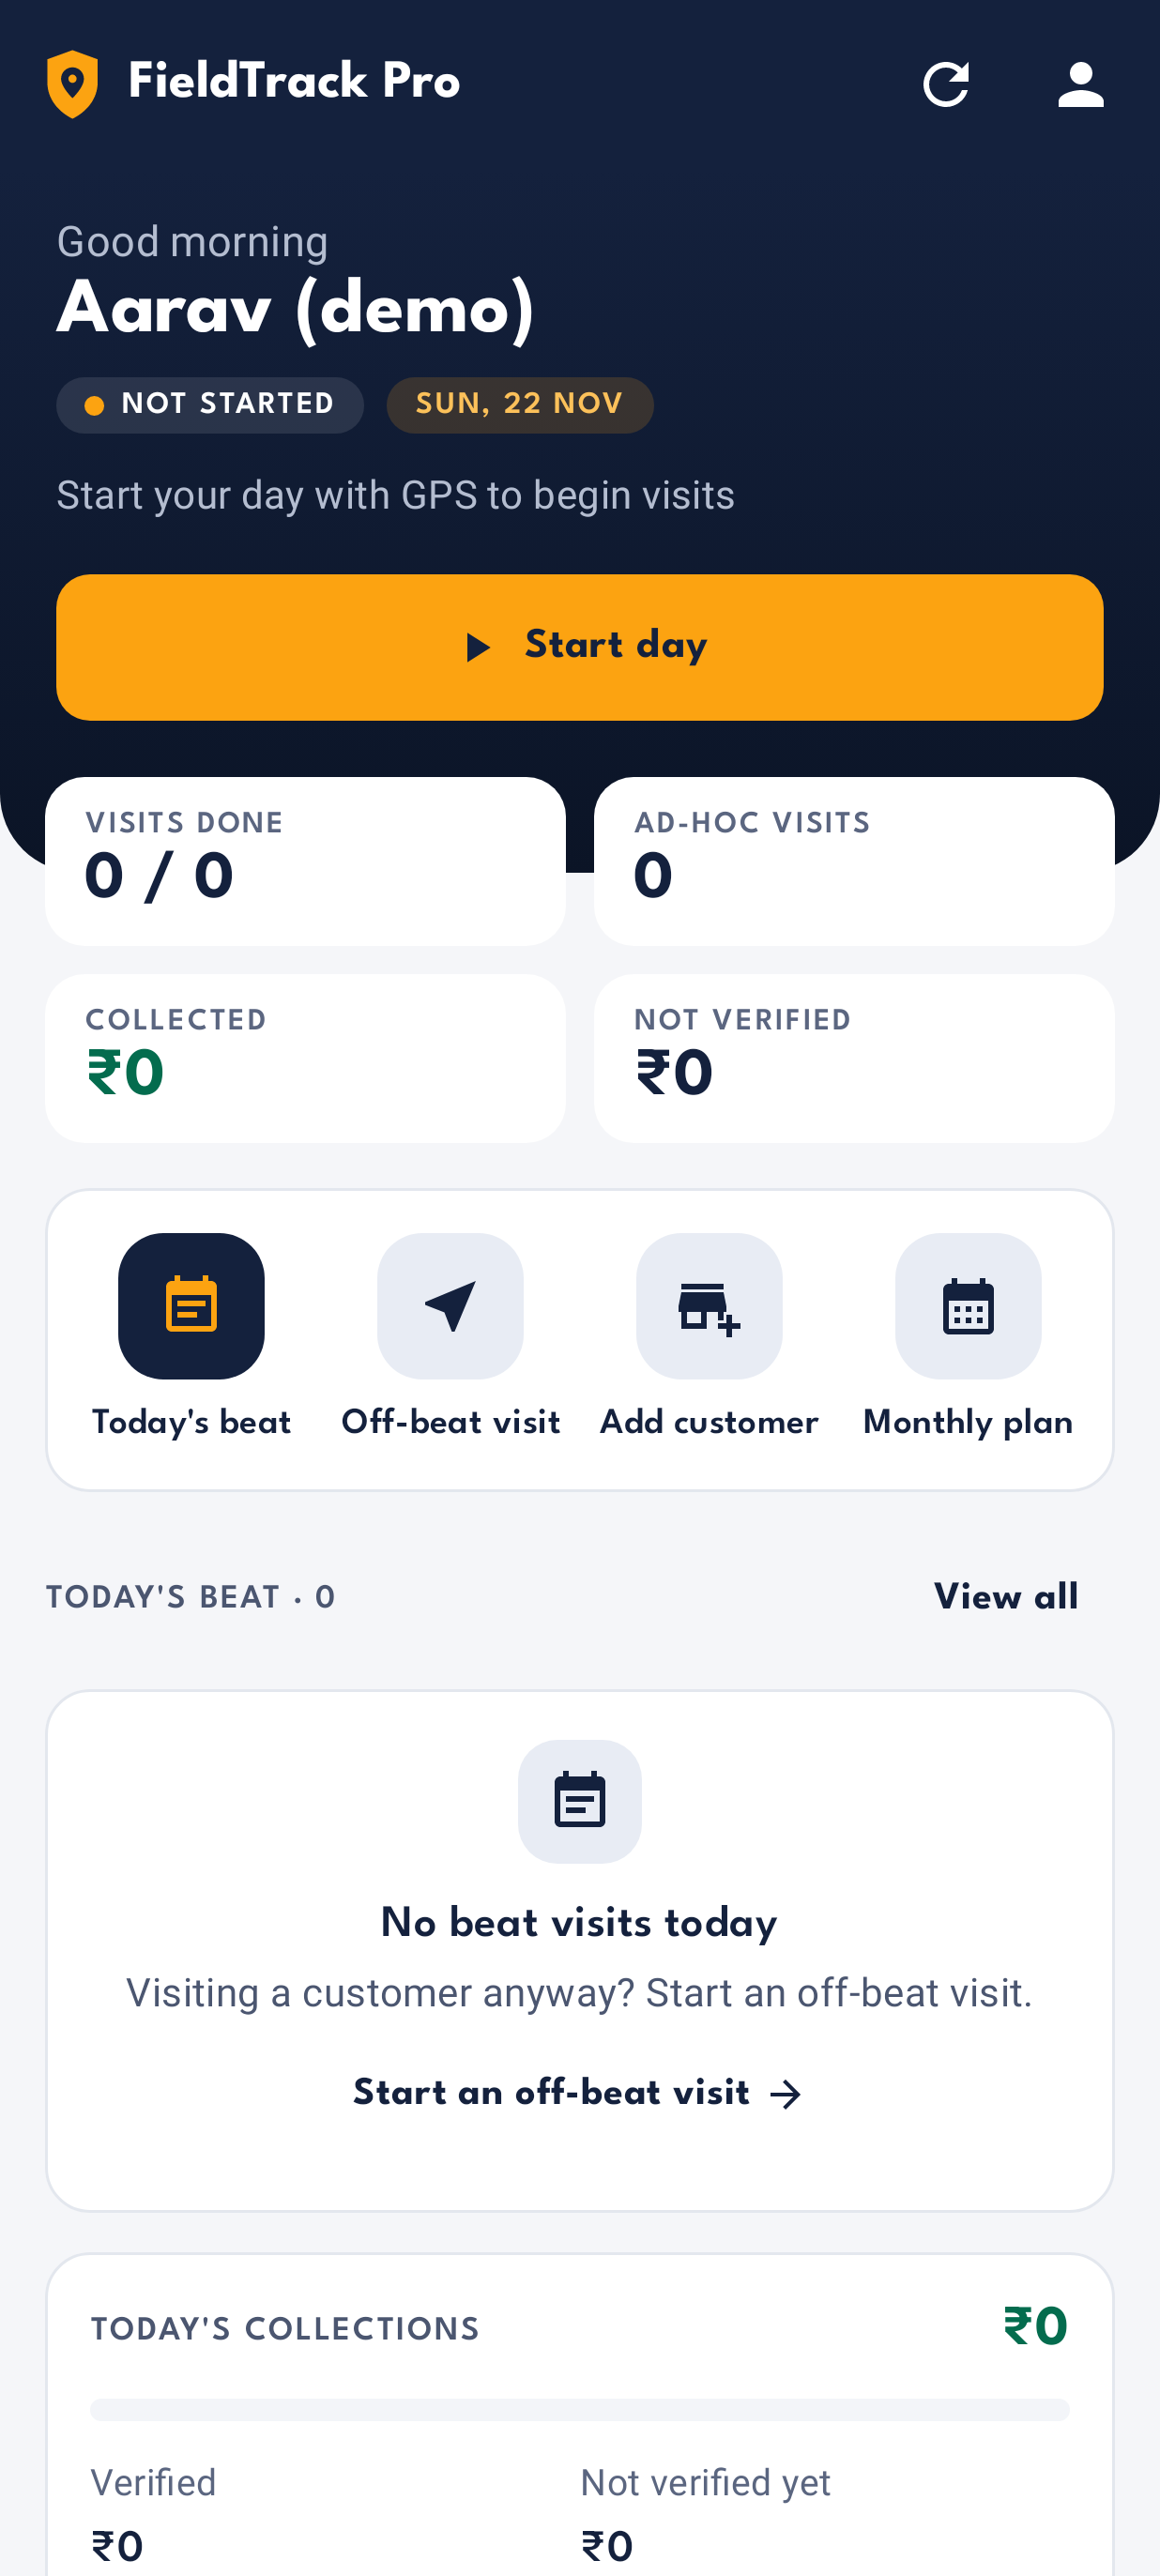 FieldTrack Pro
Good morning
Aarav (demo)
NOT STARTED
SUN, 22 NOV
Start your day with GPS to begin visits
Start day
VISITS DONE
0 / 0
AD-HOC VISITS
0
COLLECTED
₹0
NOT VERIFIED
₹0
Today's beat
Off-beat visit
Add customer
Monthly plan
TODAY'S BEAT · 0
View all
No beat visits today
Visiting a customer anyway? Start an off-beat visit.
Start an off-beat visit →
TODAY'S COLLECTIONS
₹0
Verified
Not verified yet
₹0
₹0